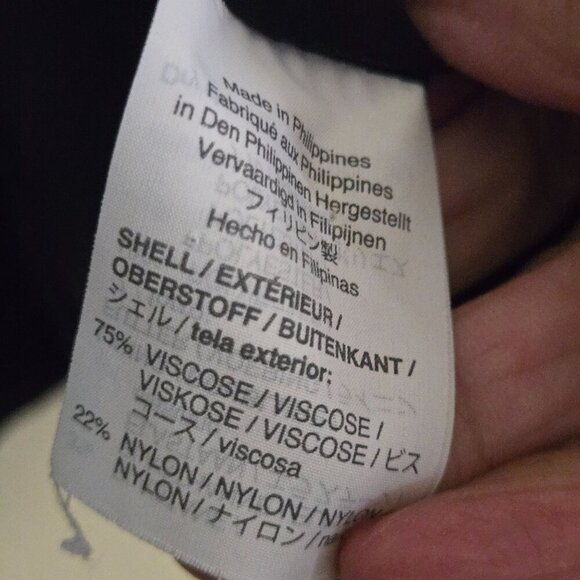 Made in Philippines
Fabriqué aux Philippines
in Den Philippinen Hergestellt
Vervaardigd in Filipijnen
フィリピン製
Hecho en Filipinas
SHELL / EXTÉRIEUR /
OBERSTOFF / BUITENKANT /
シェル / tela exterior:
75% VISCOSE / VISCOSE /
VISKOSE / VISCOSE / ビス
コース / viscosa
22% NYLON / NYLON / NYLON
NYLON / ナイロン /